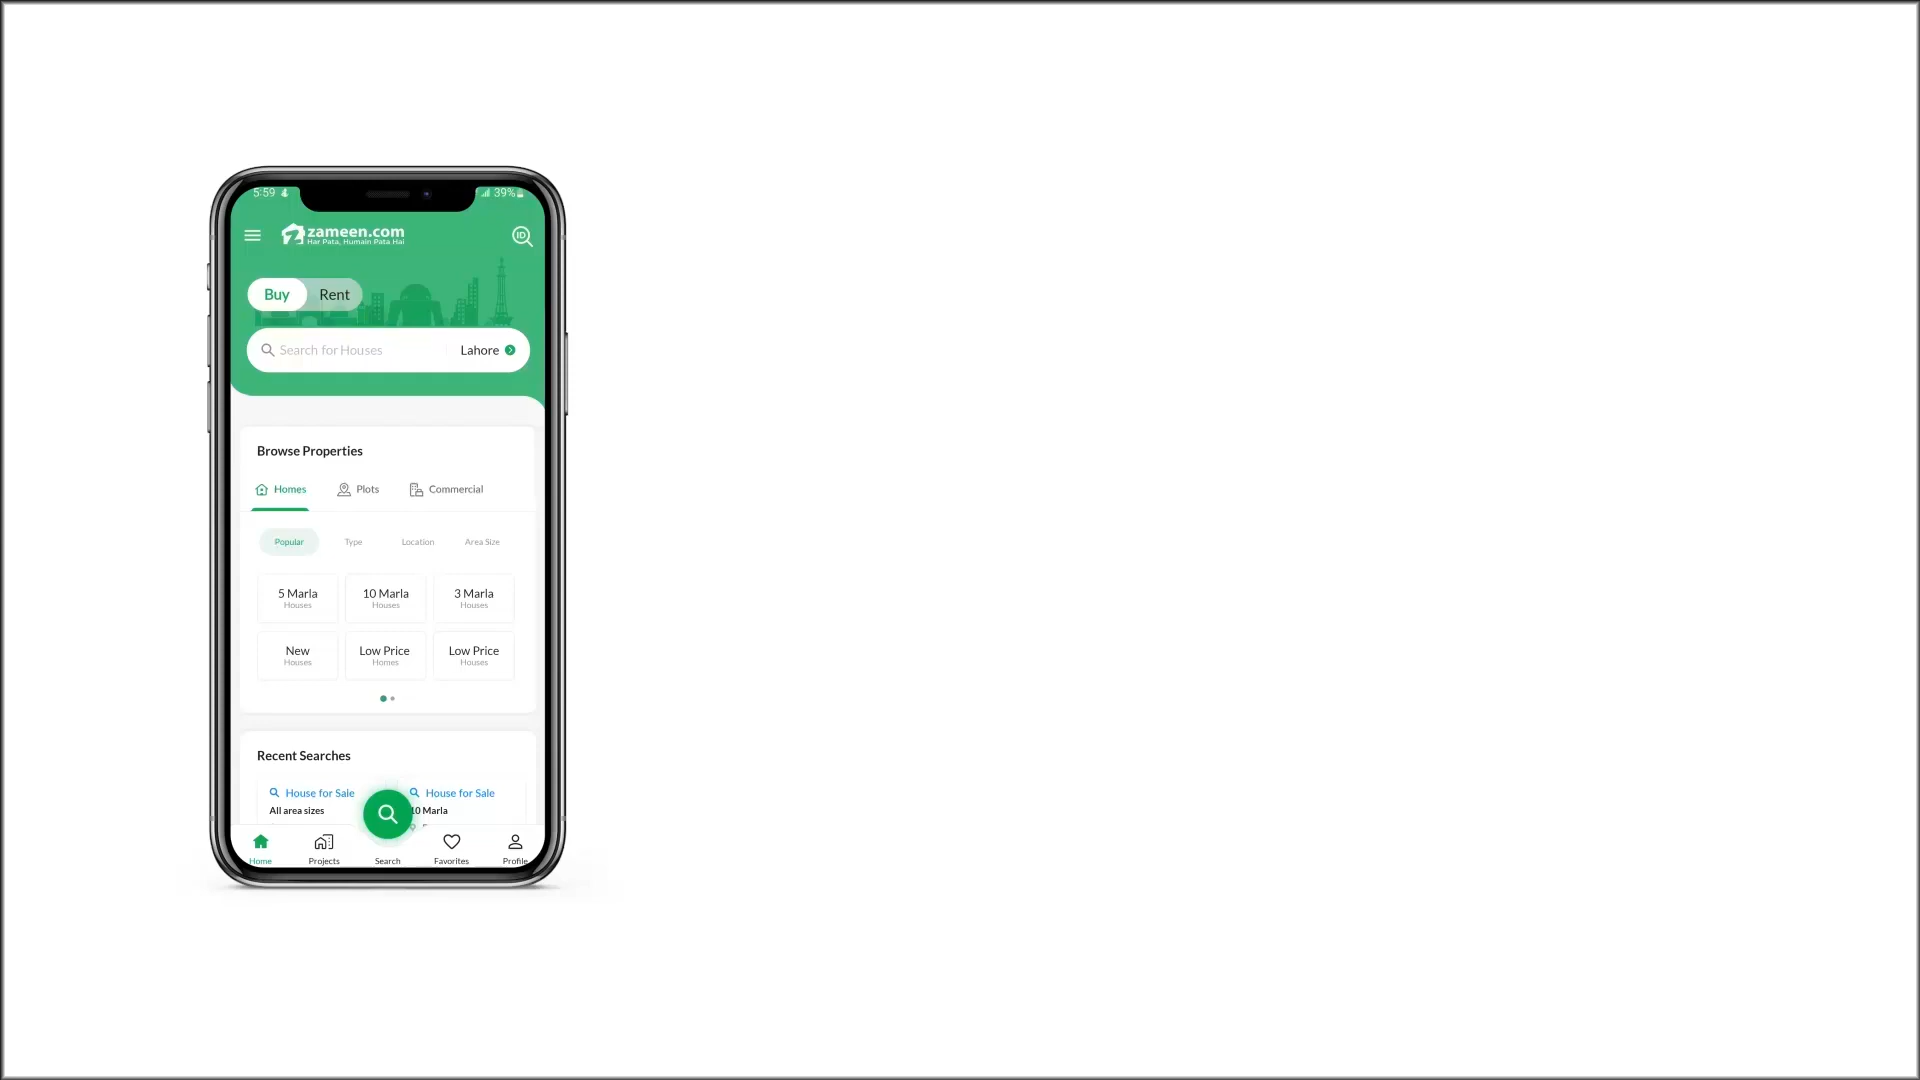 5:59 39%
zameen.com
Har Pata, Humain Pata Hai
ID
Buy Rent
Search for Houses Lahore
Browse Properties
Homes Plots Commercial
Popular Type Location Area Size
5 Marla 10 Marla 3 Marla
Houses Houses Houses
New Low Price Low Price
Houses Homes Houses
Recent Searches
House for Sale House for Sale
All area sizes 10 Marla
Home Projects Search Favorites Profile